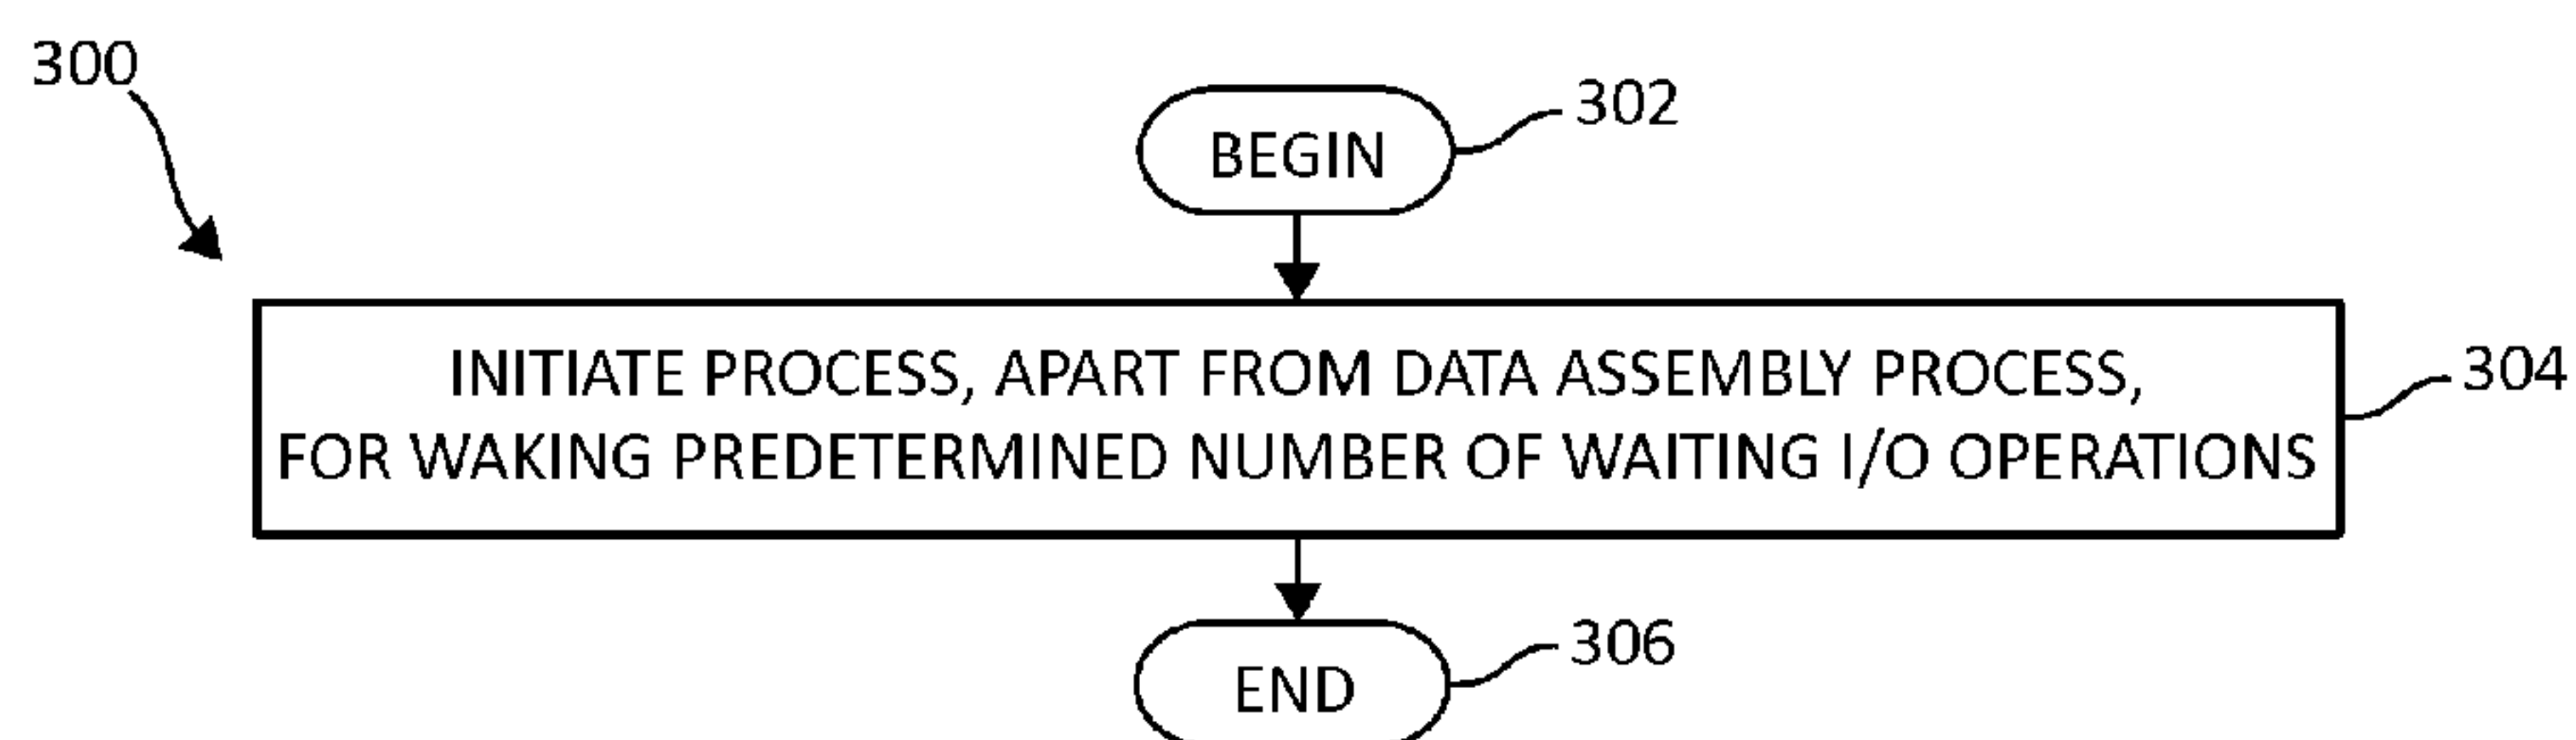 300
BEGIN
302
INITIATE PROCESS, APART FROM DATA ASSEMBLY PROCESS,
FOR WAKING PREDETERMINED NUMBER OF WAITING I/O OPERATIONS
304
END
306